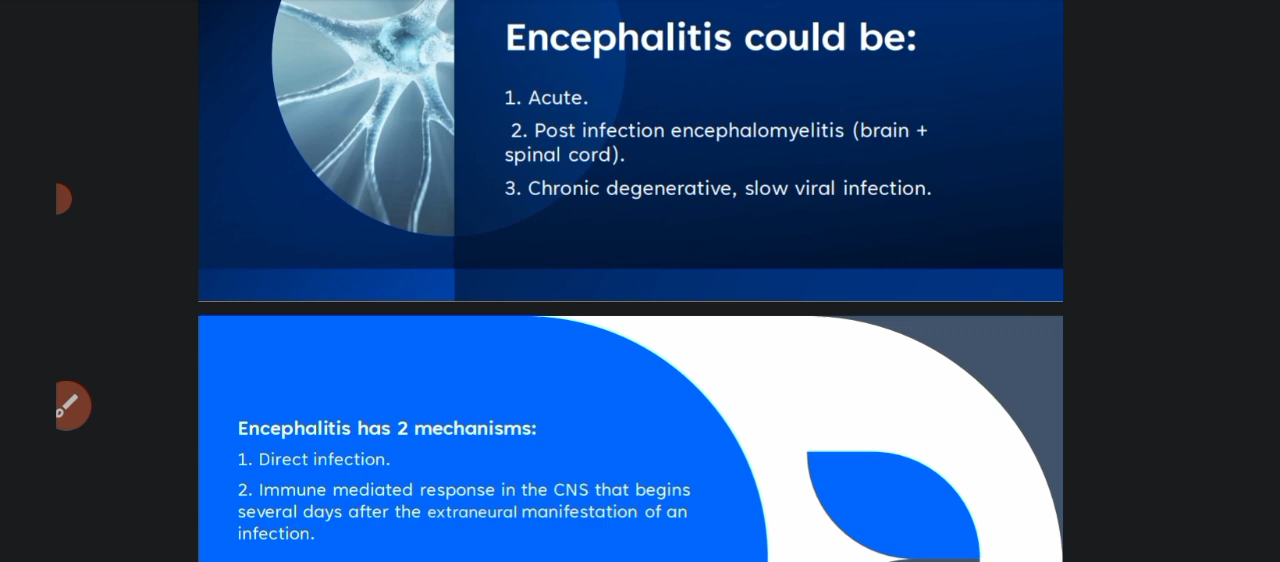 Encephalitis could be:
1. Acute.
2. Post infection encephalomyelitis (brain +
spinal cord).
3. Chronic degenerative, slow viral infection.
Encephalitis has 2 mechanisms:
1. Direct infection.
2. Immune mediated response in the CNS that begins
several days after the extraneural manifestation of an
infection.